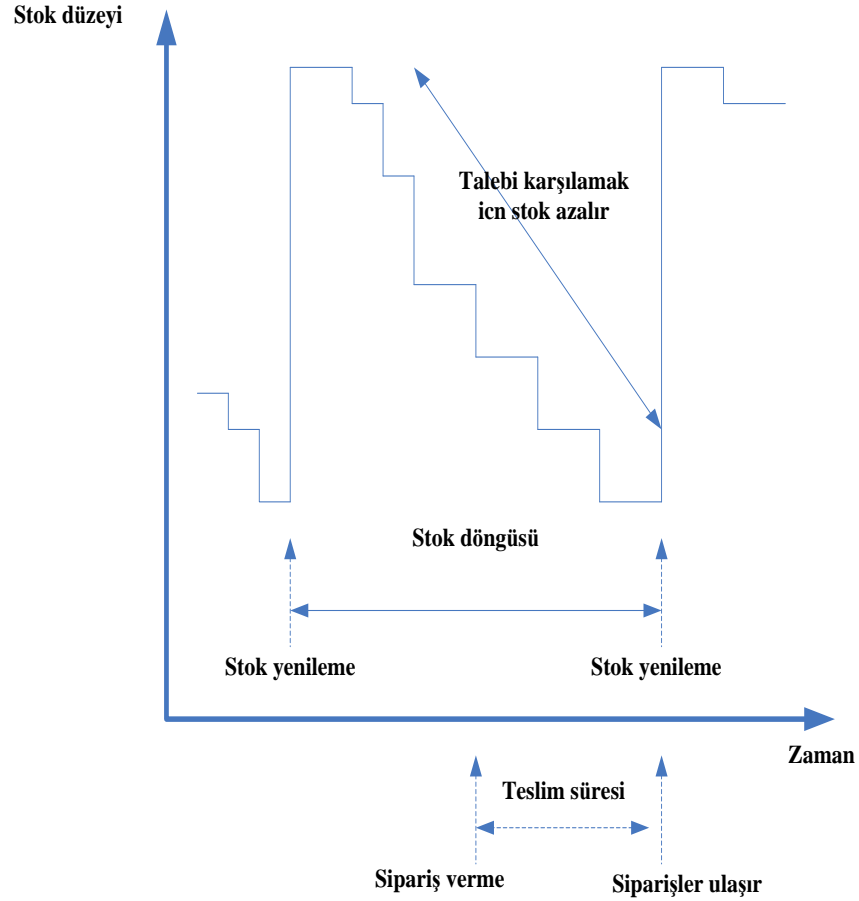 Stok düzeyi
Talebi karşılamak
icn stok azalır
Stok döngüsü
Stok yenileme
Stok yenileme
Zaman
Teslim süresi
Sipariş verme
Siparişler ulaşır